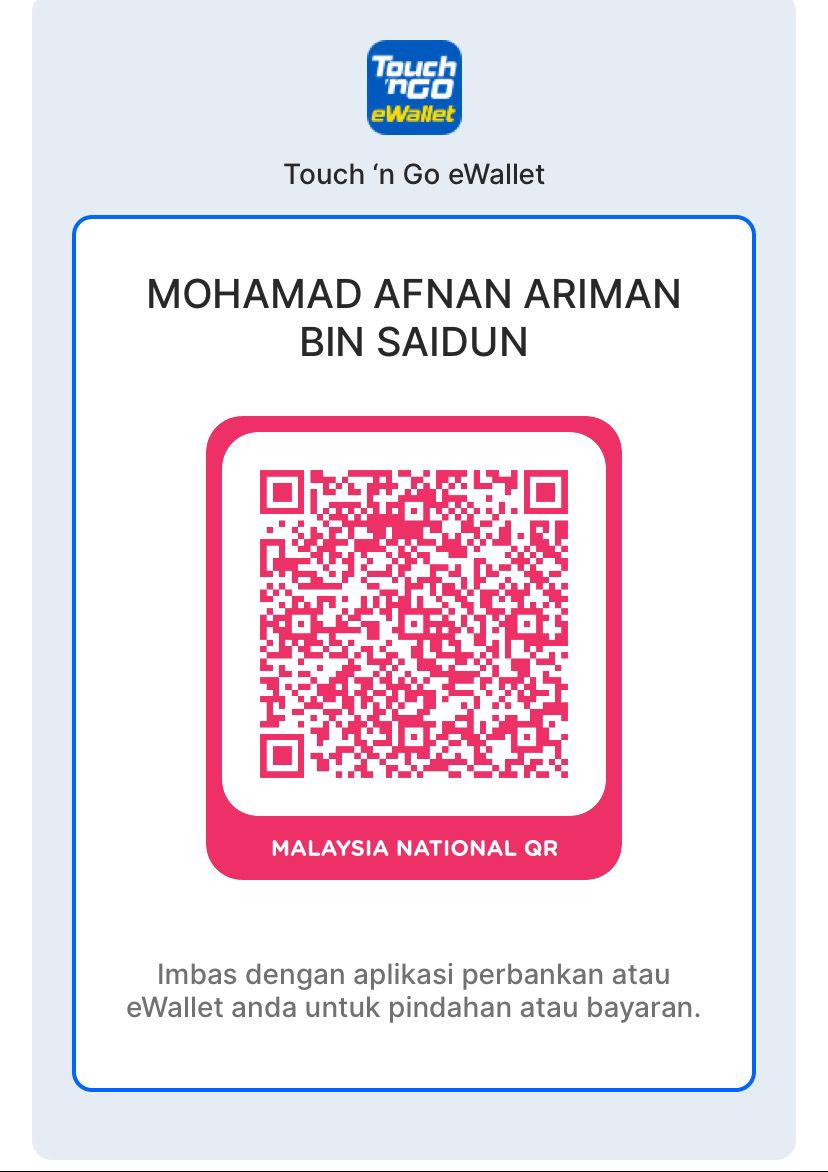 Touch
'nGO
eWallet
Touch ‘n Go eWallet
MOHAMAD AFNAN ARIMAN
BIN SAIDUN
MALAYSIA NATIONAL QR
Imbas dengan aplikasi perbankan atau
eWallet anda untuk pindahan atau bayaran.